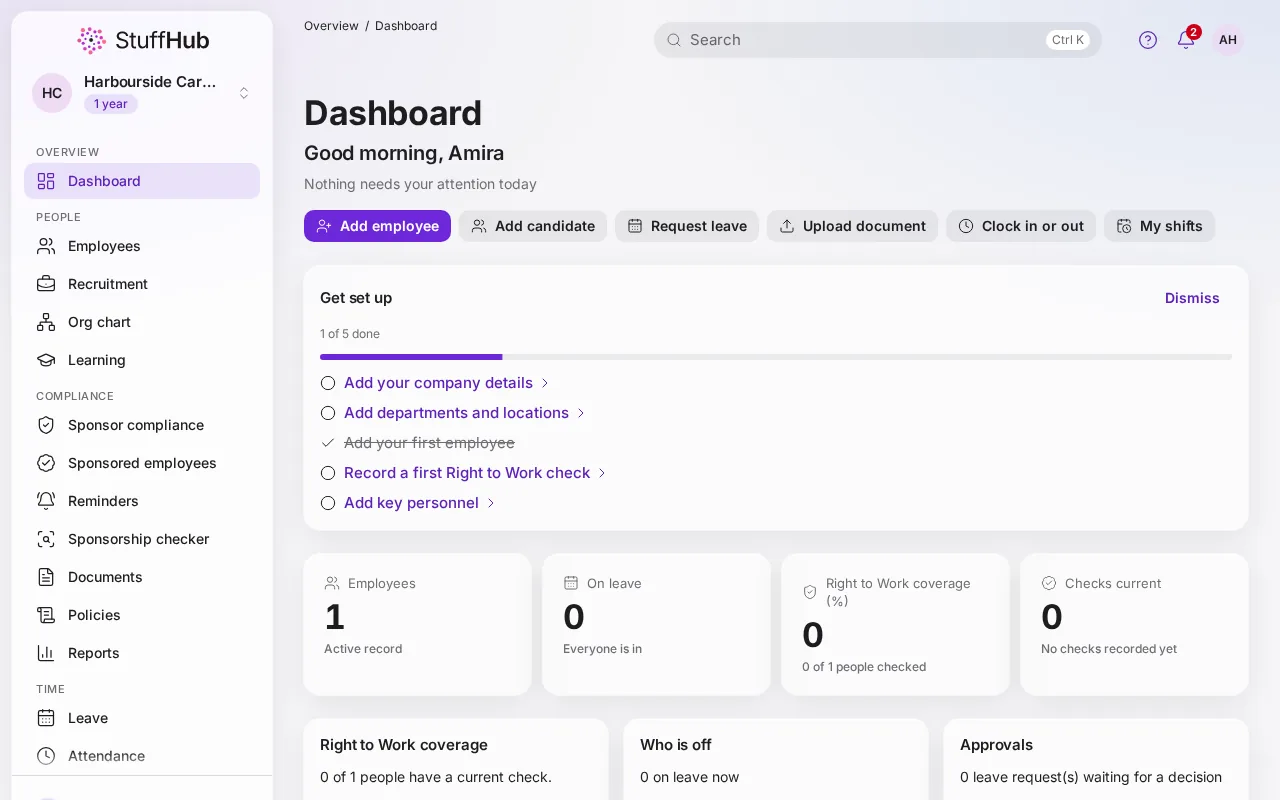 StuffHub
HC
Harbourside Car...
1 year
OVERVIEW
Dashboard
PEOPLE
Employees
Recruitment
Org chart
Learning
COMPLIANCE
Sponsor compliance
Sponsored employees
Reminders
Sponsorship checker
Documents
Policies
Reports
TIME
Leave
Attendance
Overview / Dashboard
Search
Ctrl K
2
AH
Dashboard
Good morning, Amira
Nothing needs your attention today
Add employee
Add candidate
Request leave
Upload document
Clock in or out
My shifts
Get set up
Dismiss
1 of 5 done
Add your company details
Add departments and locations
Add your first employee
Record a first Right to Work check
Add key personnel
Employees
1
Active record
On leave
0
Everyone is in
Right to Work coverage
(%)
0
0 of 1 people checked
Checks current
0
No checks recorded yet
Right to Work coverage
0 of 1 people have a current check.
Who is off
0 on leave now
Approvals
0 leave request(s) waiting for a decision